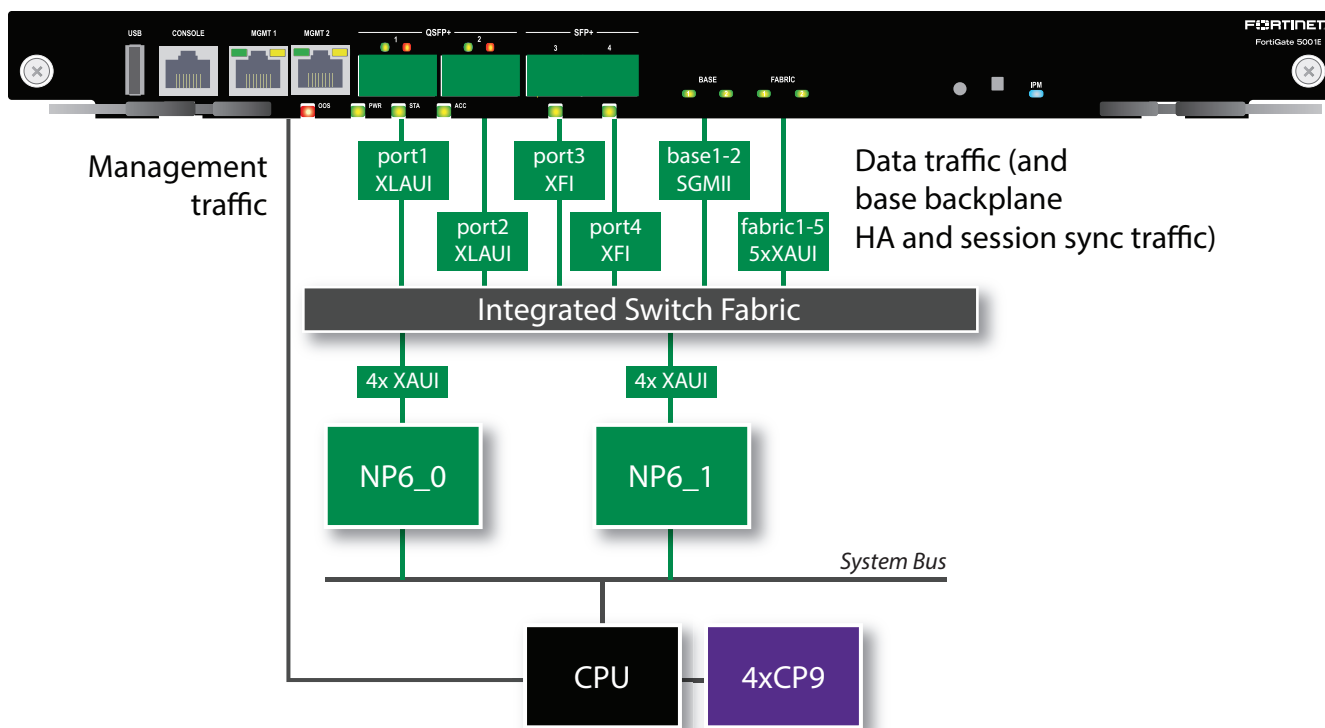 USB
CONSOLE
MGMT 1
MGMT 2
QSFP+
1
2
SFP+
3
4
BASE
FABRIC
IPM
FORTINET
FortiGate 5001E
OOS
PWR
STA
ACC
Management
traffic
port1
XLAUI
port2
XLAUI
port3
XFI
port4
XFI
base1-2
SGMII
fabric1-5
5xXAUI
Data traffic (and
base backplane
HA and session sync traffic)
Integrated Switch Fabric
4x XAUI
4x XAUI
NP6_0
NP6_1
System Bus
CPU
4xCP9